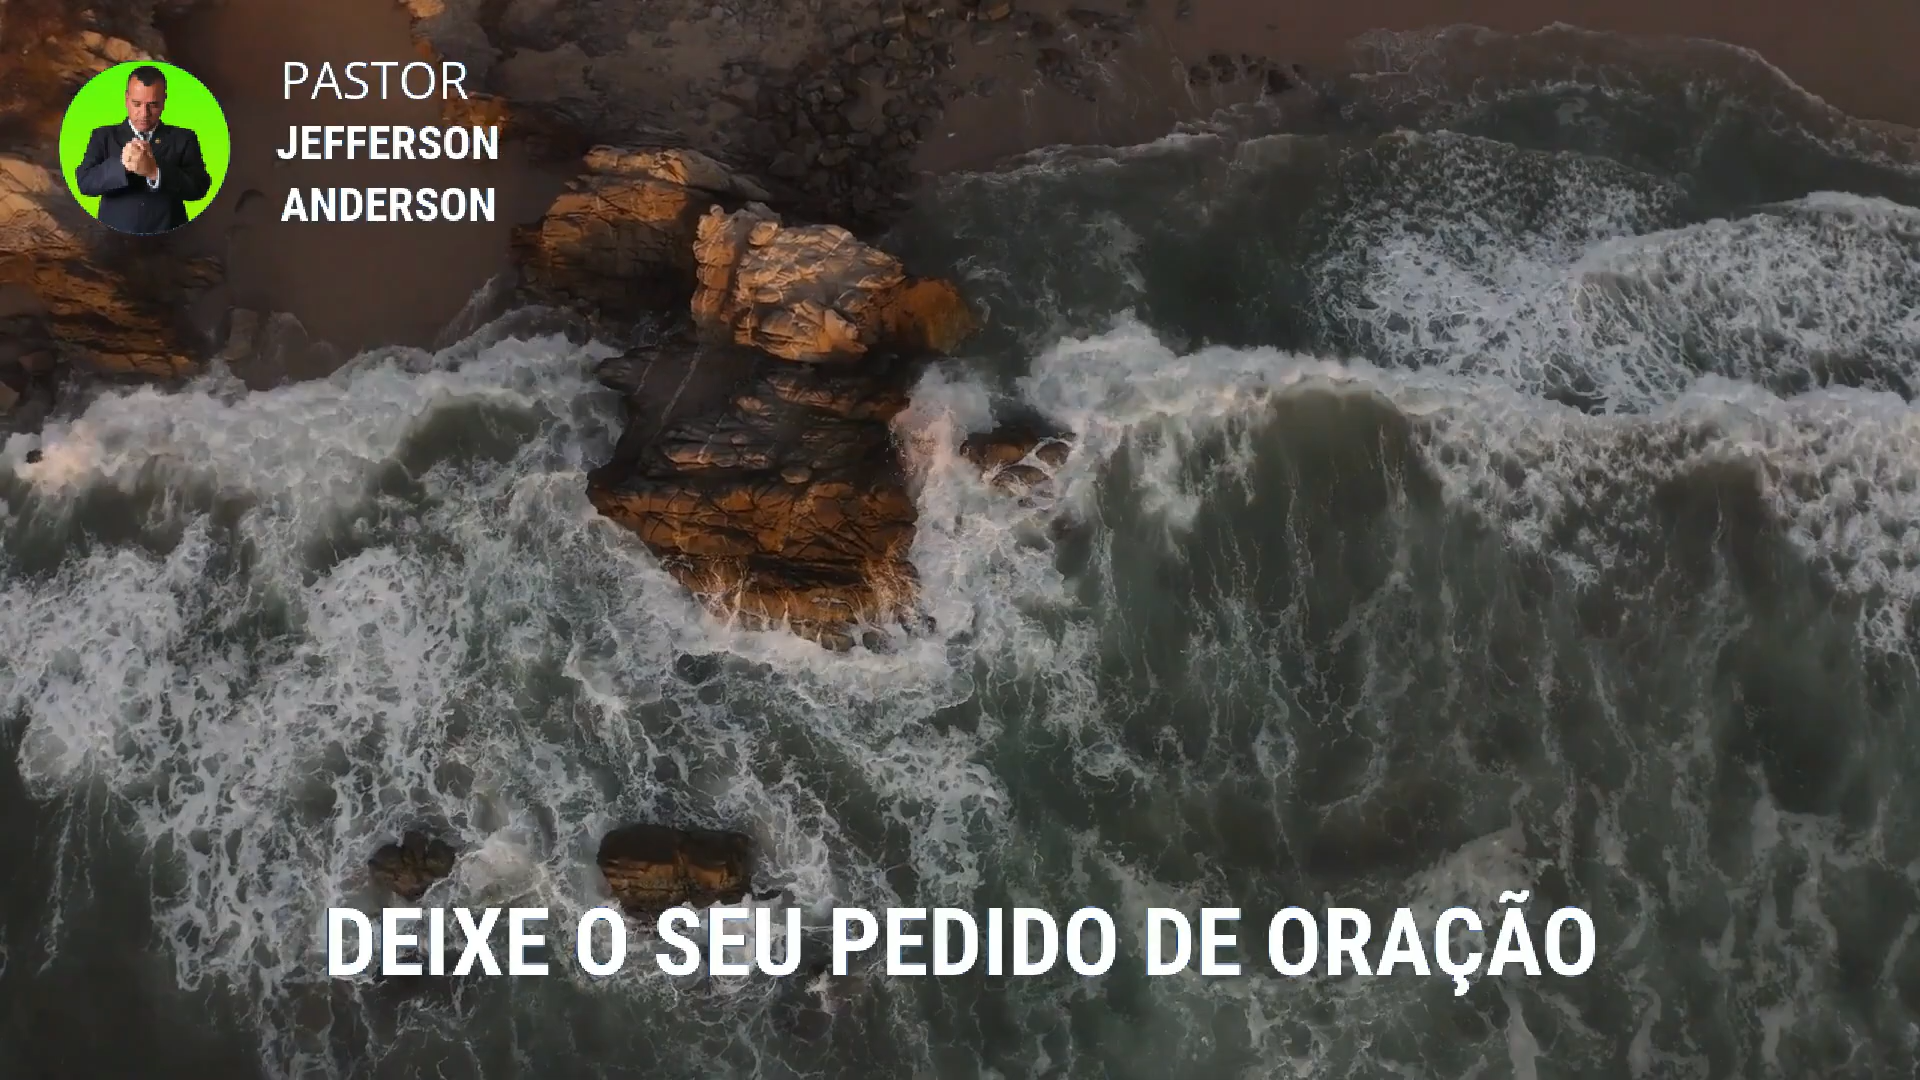 PASTOR
JEFFERSON
ANDERSON
DEIXE O SEU PEDIDO DE ORAÇÃO